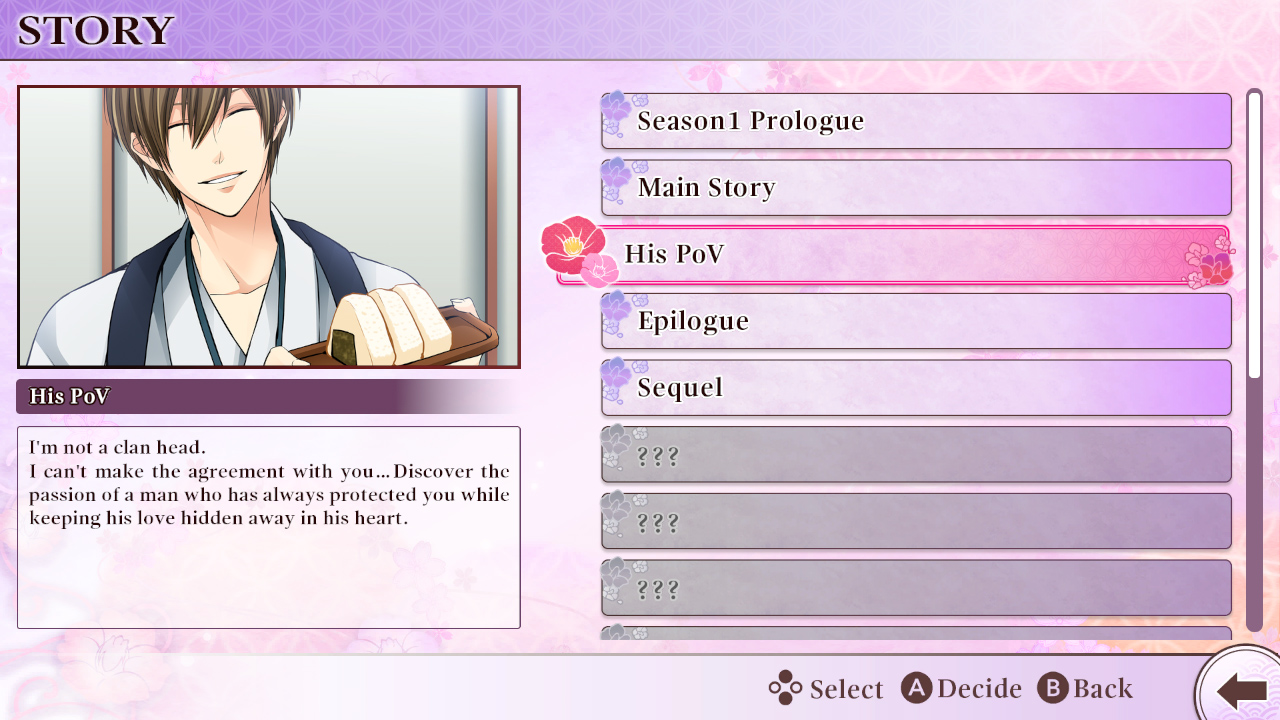 STORY
Season1 Prologue
Main Story
His PoV
Epilogue
Sequel
???
???
???
His PoV
I'm not a clan head.
I can't make the agreement with you...Discover the
passion of a man who has always protected you while
keeping his love hidden away in his heart.
Select
A Decide
B Back